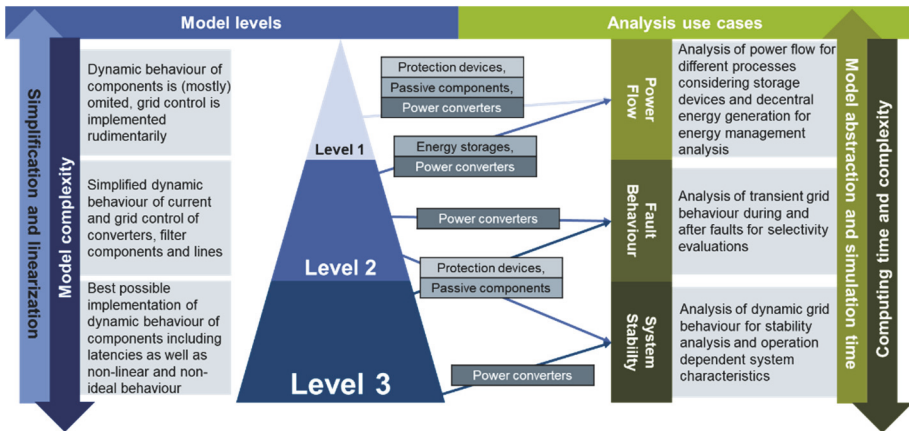 Model levels
Analysis use cases
Simplification and linearization
Model complexity
Dynamic behaviour of
components is (mostly)
omited, grid control is
implemented
rudimentarily
Simplified dynamic
behaviour of current
and grid control of
converters, filter
components and lines
Best possible
implementation of
dynamic behaviour of
components including
latencies as well as
non-linear and non-
ideal behaviour
Level 1
Level 2
Level 3
Protection devices,
Passive components,
Power converters
Energy storages,
Power converters
Power converters
Protection devices,
Passive components
Power converters
Power
Flow
Fault
Behaviour
System
Stabiilty
Analysis of power flow for
different processes
considering storage
devices and decentral
energy generation for
energy management
analysis
Analysis of transient grid
behaviour during and
after faults for selectivity
evaluations
Analysis of dynamic grid
behaviour for stability
analysis and operation
dependent system
characteristics
Model abstraction and simulation time
Computing time and complexity